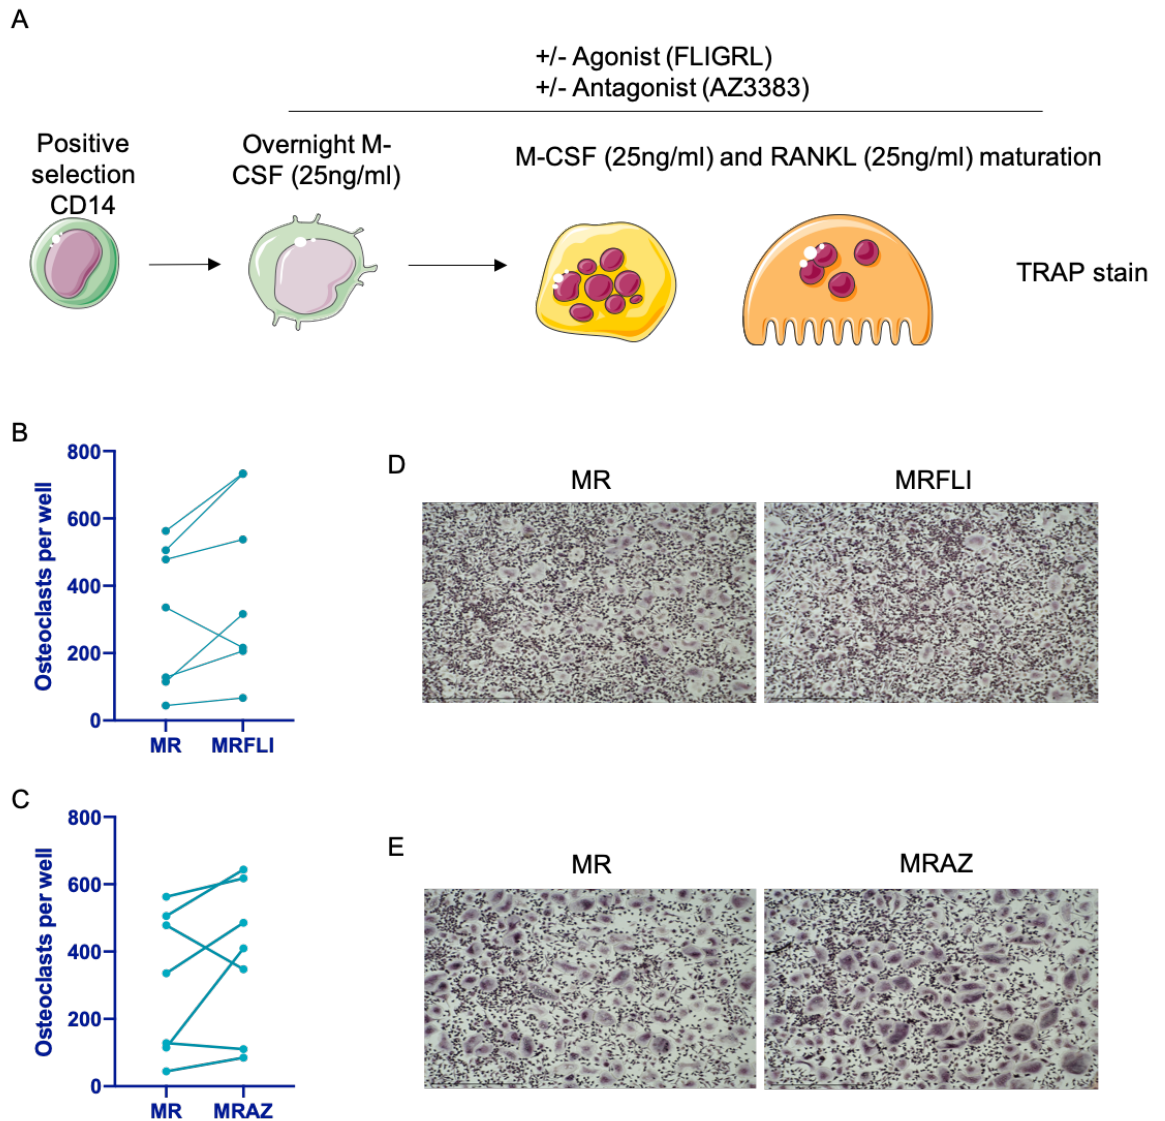 A
+/- Agonist (FLIGRL)
+/- Antagonist (AZ3383)
Positive
selection
CD14
Overnight M-
CSF (25ng/ml)
M-CSF (25ng/ml) and RANKL (25ng/ml) maturation
TRAP stain
B
800
600
400
200
0
Osteoclasts per well
MR
MRFLI
D
MR
MRFLI
C
800
600
400
200
0
Osteoclasts per well
MR
MRAZ
E
MR
MRAZ